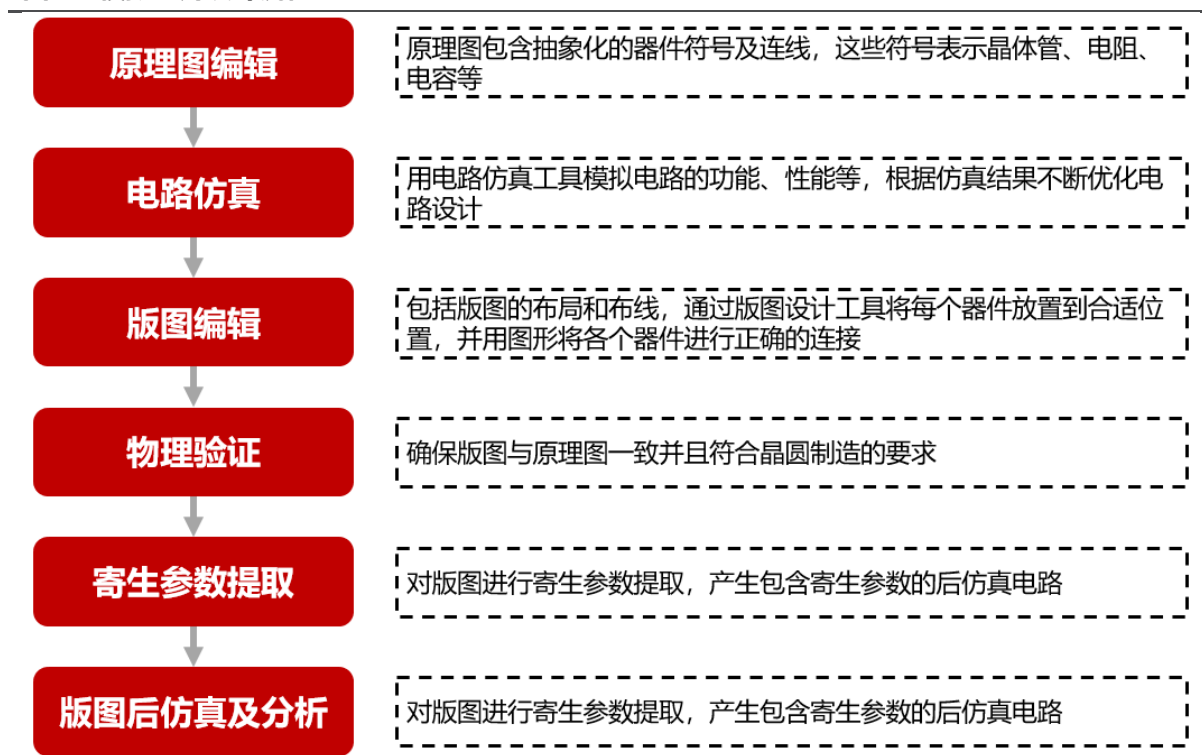 原理图编辑
原理图包含抽象化的器件符号及连线，这些符号表示晶体管、电阻、
电容等
电路仿真
用电路仿真工具模拟电路的功能、性能等，根据仿真结果不断优化电
路设计
版图编辑
包括版图的布局和布线，通过版图设计工具将每个器件放置到合适位
置，并用图形将各个器件进行正确的连接
物理验证
确保版图与原理图一致并且符合晶圆制造的要求
寄生参数提取
对版图进行寄生参数提取，产生包含寄生参数的后仿真电路
版图后仿真及分析
对版图进行寄生参数提取，产生包含寄生参数的后仿真电路